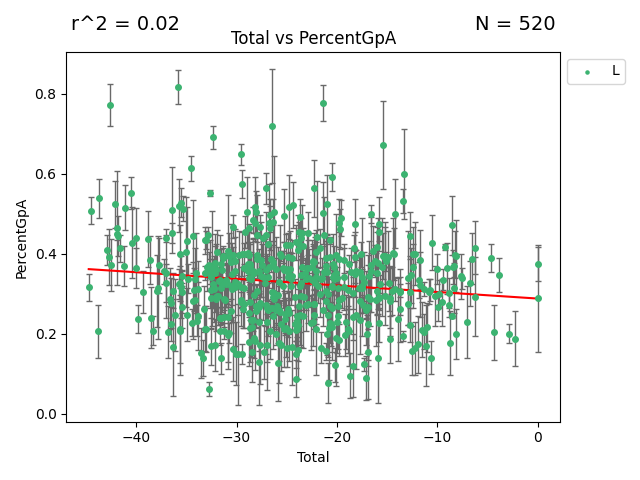 r^2 = 0.02
N = 520
Total vs PercentGpA
L
PercentGpA
0.8
0.6
0.4
0.2
0.0
−40
−30
−20
−10
0
Total